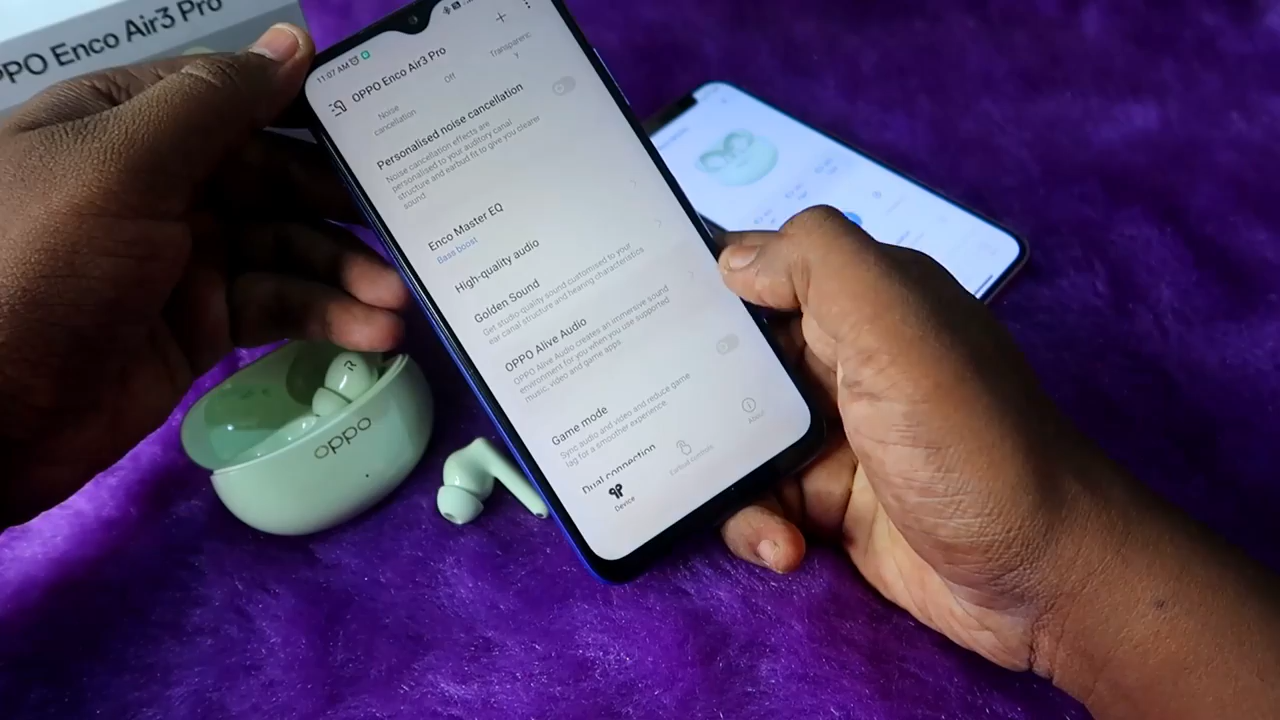 PPO Enco Air3 Pro
11:07 AM
OPPO Enco Air3 Pro
Noise
cancellation
Off
Transparenc
y
Personalised noise cancellation
Noise cancellation effects are
personalised to your auditory canal
structure and earbud fit to give you clearer
sound
Enco Master EQ
Bass boost
High-quality audio
Golden Sound
Get studio-quality sound customised to your
ear canal structure and hearing characteristics
OPPO Alive Audio
OPPO Alive Audio creates an immersive sound
environment for you when you use supported
music, video and game apps
Game mode
Sync audio and video and reduce game
lag for a smoother experience.
Dual connection
Device
Earbud controls
About
oppo
R